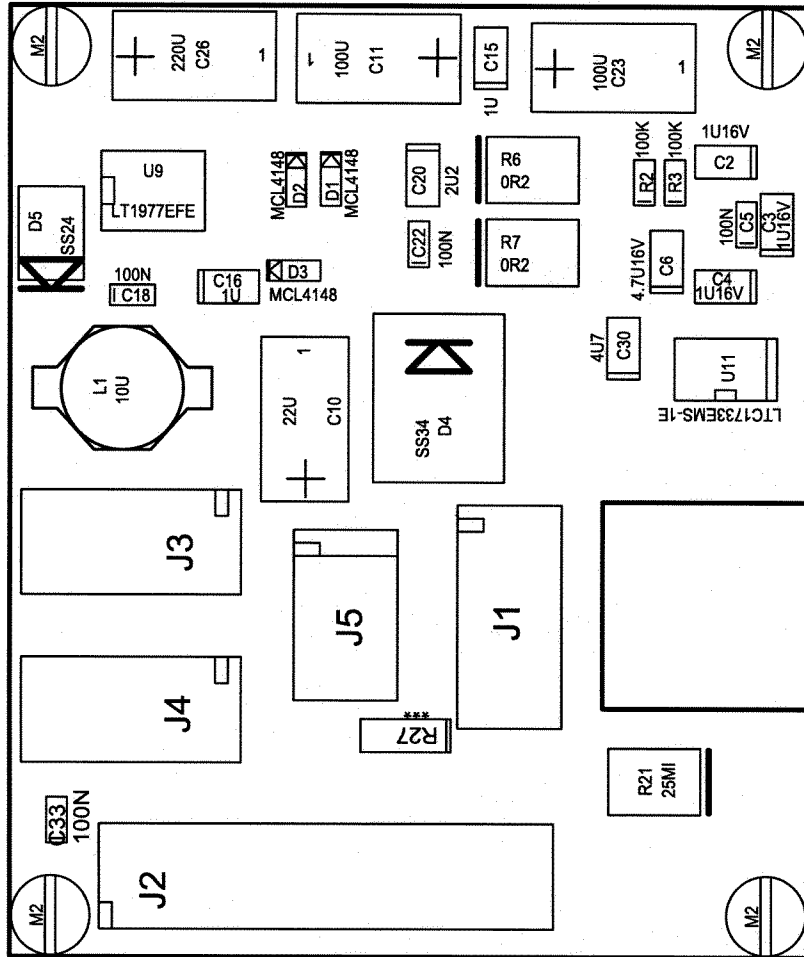 M2
220U
C26
1
1
100U
C11
C15
1U
100U
C23
1
M2
U9
LT1977EFE
MCL4148
D2
D1
MCL4148
C20
2U2
R6
0R2
100K
R2
100K
R3
1U16V
C2
D5
SS24
C22
100N
R7
0R2
100N
C5
C3
1U16V
4.7U16V
C6
C4
1U16V
100N
C18
C16
1U
D3
MCL4148
L1
10U
1
22U
C10
SS34
D4
4U7
C30
U11
LTC1733EMS-1E
J3
J5
J1
J4
***
R27
R21
25MI
C33
100N
J2
M2
M2